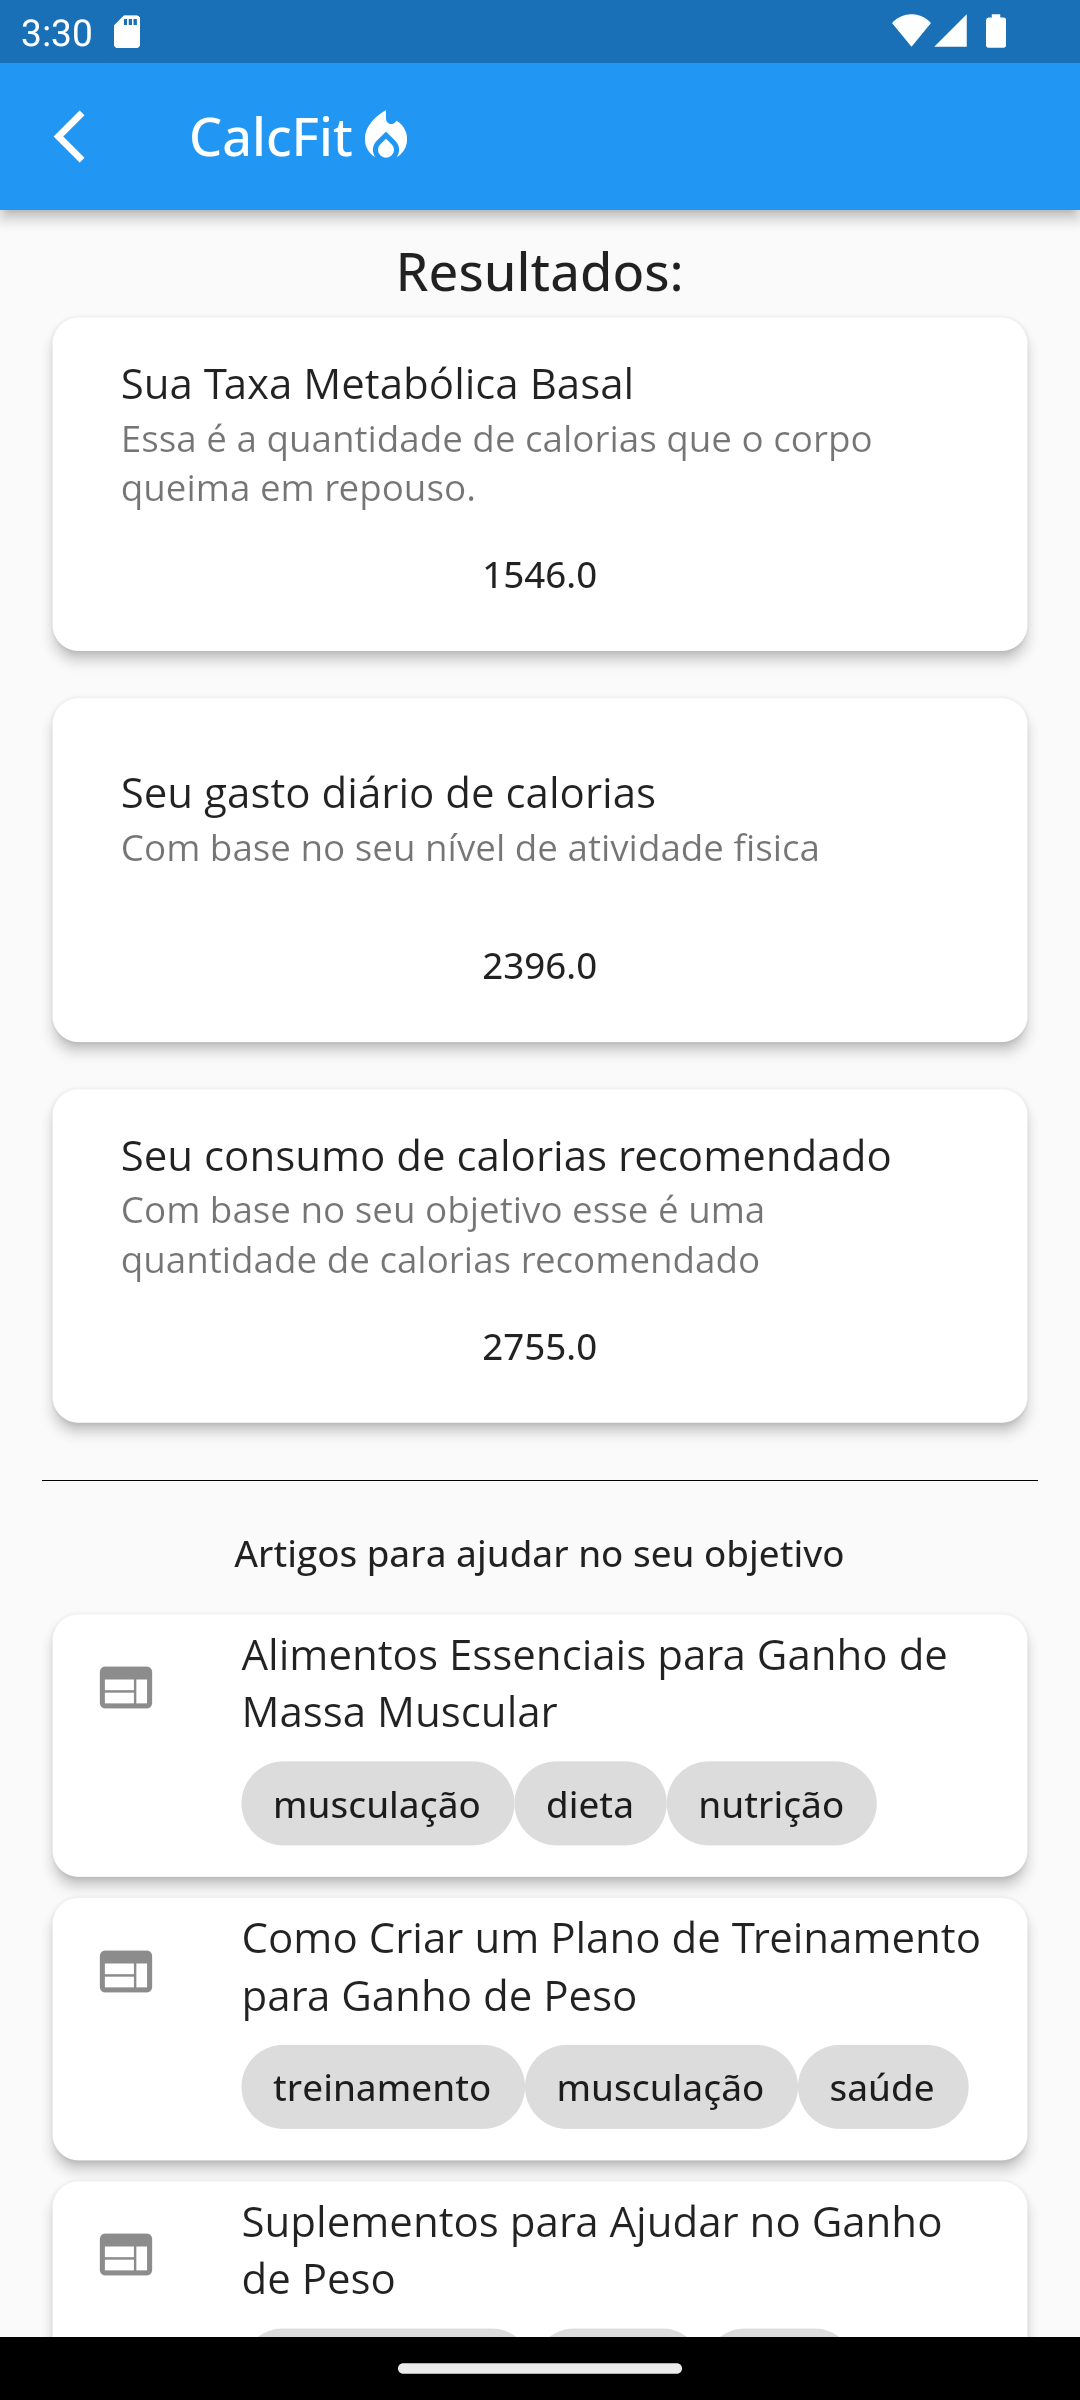 3:30
CalcFit
Resultados:
Sua Taxa Metabólica Basal
Essa é a quantidade de calorias que o corpo
queima em repouso.
1546.0
Seu gasto diário de calorias
Com base no seu nível de atividade fisica
2396.0
Seu consumo de calorias recomendado
Com base no seu objetivo esse é uma
quantidade de calorias recomendado
2755.0
Artigos para ajudar no seu objetivo
Alimentos Essenciais para Ganho de
Massa Muscular
musculação dieta nutrição
Como Criar um Plano de Treinamento
para Ganho de Peso
treinamento musculação saúde
Suplementos para Ajudar no Ganho
de Peso